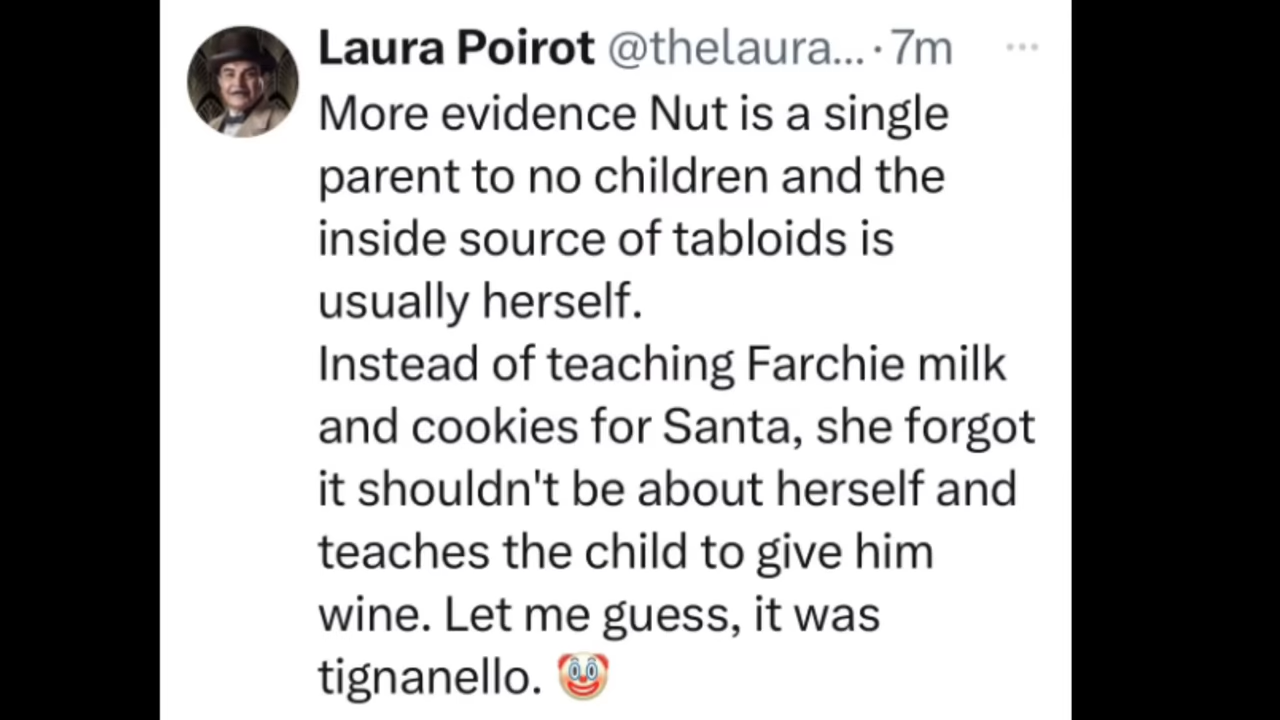 Laura Poirot @thelaura... · 7m
More evidence Nut is a single
parent to no children and the
inside source of tabloids is
usually herself.
Instead of teaching Farchie milk
and cookies for Santa, she forgot
it shouldn't be about herself and
teaches the child to give him
wine. Let me guess, it was
tignanello. 🤡